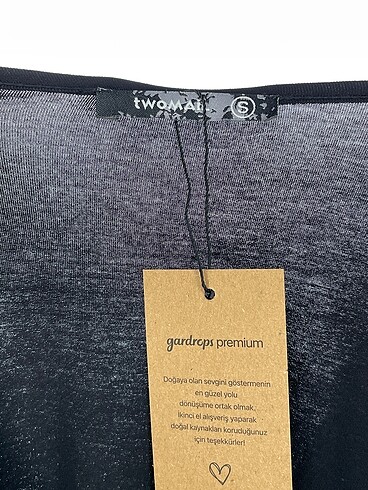 twoMA
S
gardrops premium
Doğaya olan sevgini göstermenin
en güzel yolu
dönüşüme ortak olmak,
İkinci el alışveriş yaparak
doğal kaynakları koruduğunuz
için teşekkürler!